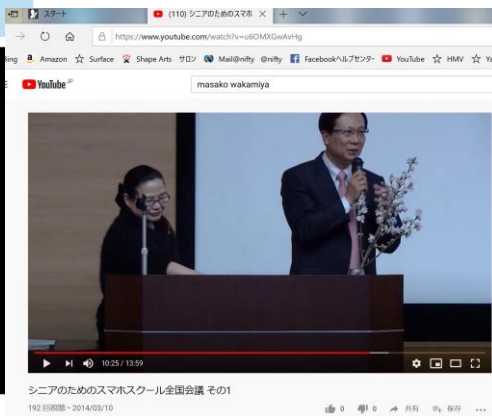 スタート (110) シニアのためのスマホ
https://www.youtube.com/watch?v=u6OMXGwAvHg
Bing Amazon Surface Shape Arts サロン Mail@nifty @nifty Facebookヘルプセンター YouTube HMV
YouTube JP masako wakamiya
10:25 / 13:59
シニアのためのスマホスクール全国会議 その1
192 回視聴・2014/03/10 0 0 共有 保存 ...